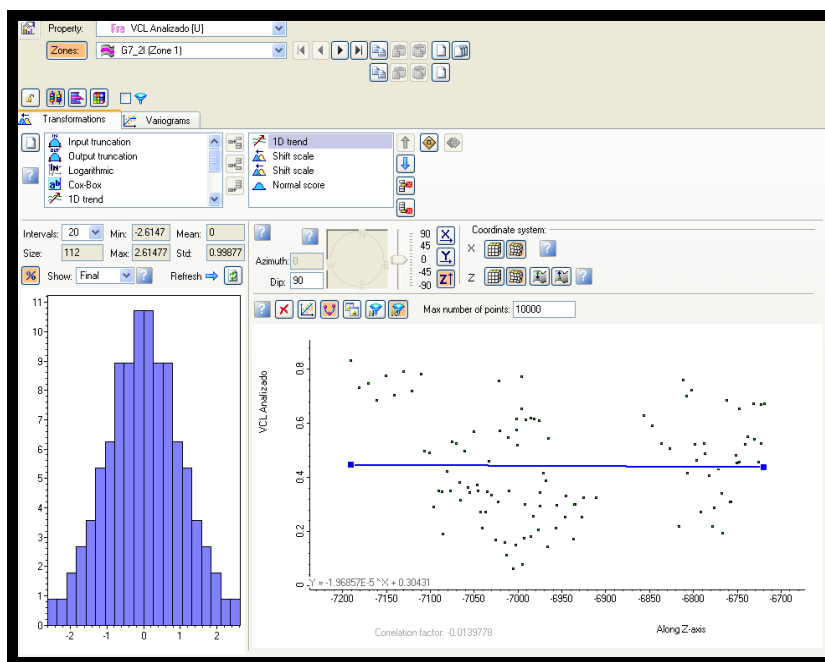 Property: Fra VCL Analizado [U]
Zones: G7_2I (Zone 1)
Transformations Variograms
Input truncation
Output truncation
Logarithmic
Cox-Box
1D trend
1D trend
Shift scale
Shift scale
Normal score
Intervals: 20 Min: -2.6147 Mean: 0
Size: 112 Max: 2.61477 Std: 0.99877
% Show: Final Refresh
Azimuth: 0
Dip: 90
N
E
S
90
45
0
-45
-90
X
Y
Z
Coordinate system:
X
Z
Max number of points: 10000
11
10
9
8
7
6
5
4
3
2
1
0
-2 -1 0 1 2
VCL Analizado
0.8
0.6
0.4
0.2
0
Y = -1.96857E-5 * X + 0.30431
-7200 -7150 -7100 -7050 -7000 -6950 -6900 -6850 -6800 -6750 -6700
Correlation factor: -0.0139778
Along Z-axis